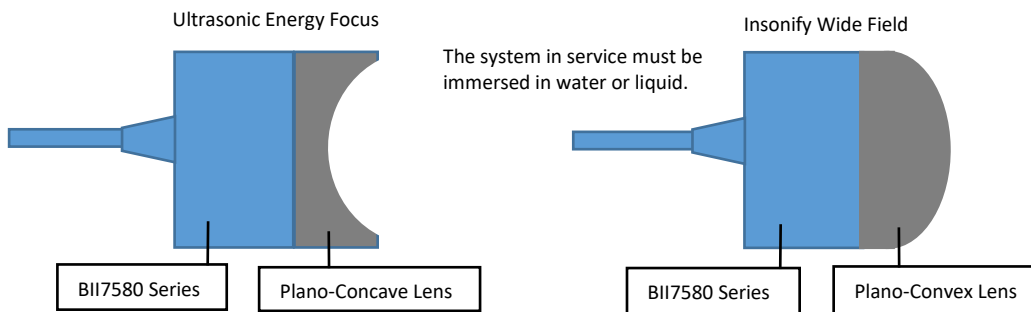 Ultrasonic Energy Focus
Insonify Wide Field
The system in service must be
immersed in water or liquid.
BII7580 Series
Plano-Concave Lens
BII7580 Series
Plano-Convex Lens